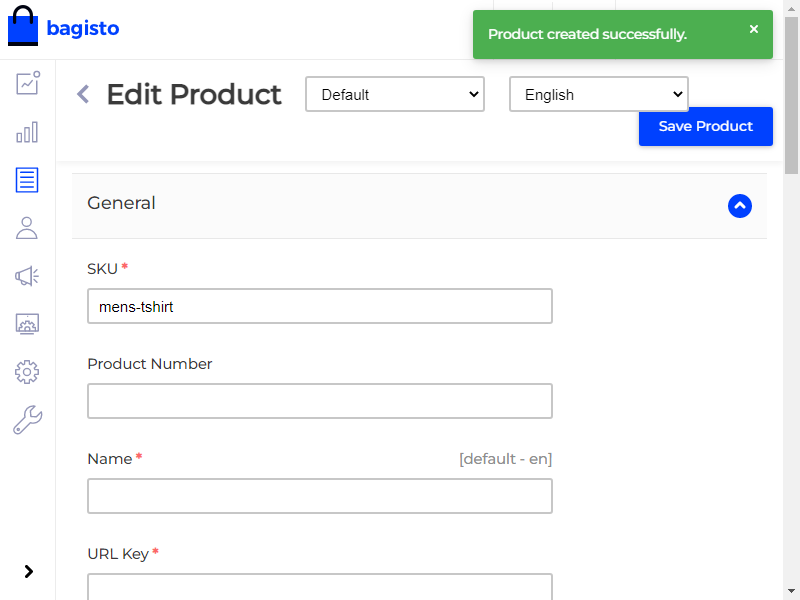 bagisto
Product created successfully.
Edit Product
Default
English
Save Product
General
SKU *
mens-tshirt
Product Number
Name *
[default - en]
URL Key *